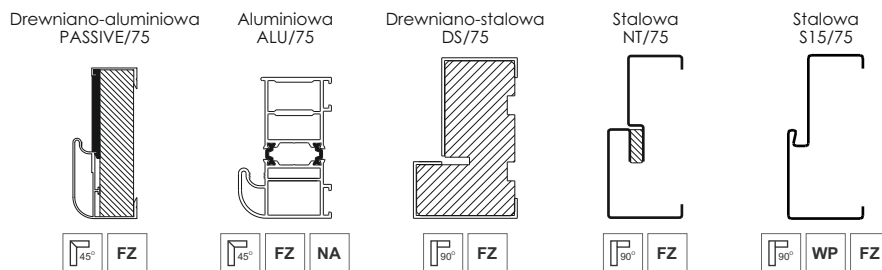 Drewniano-aluminiowa
PASSIVE/75
Aluminiowa
ALU/75
Drewniano-stalowa
DS/75
Stalowa
NT/75
Stalowa
S15/75
45° FZ
45° FZ NA
90° FZ
90° FZ
90° WP FZ